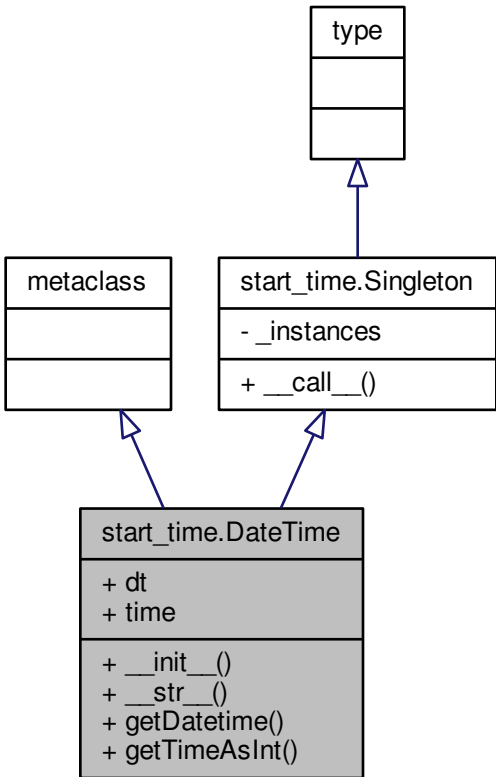 type
metaclass
start_time.Singleton
- _instances
+ __call__()
start_time.DateTime
+ dt
+ time
+ __init__()
+ __str__()
+ getDatetime()
+ getTimeAsInt()